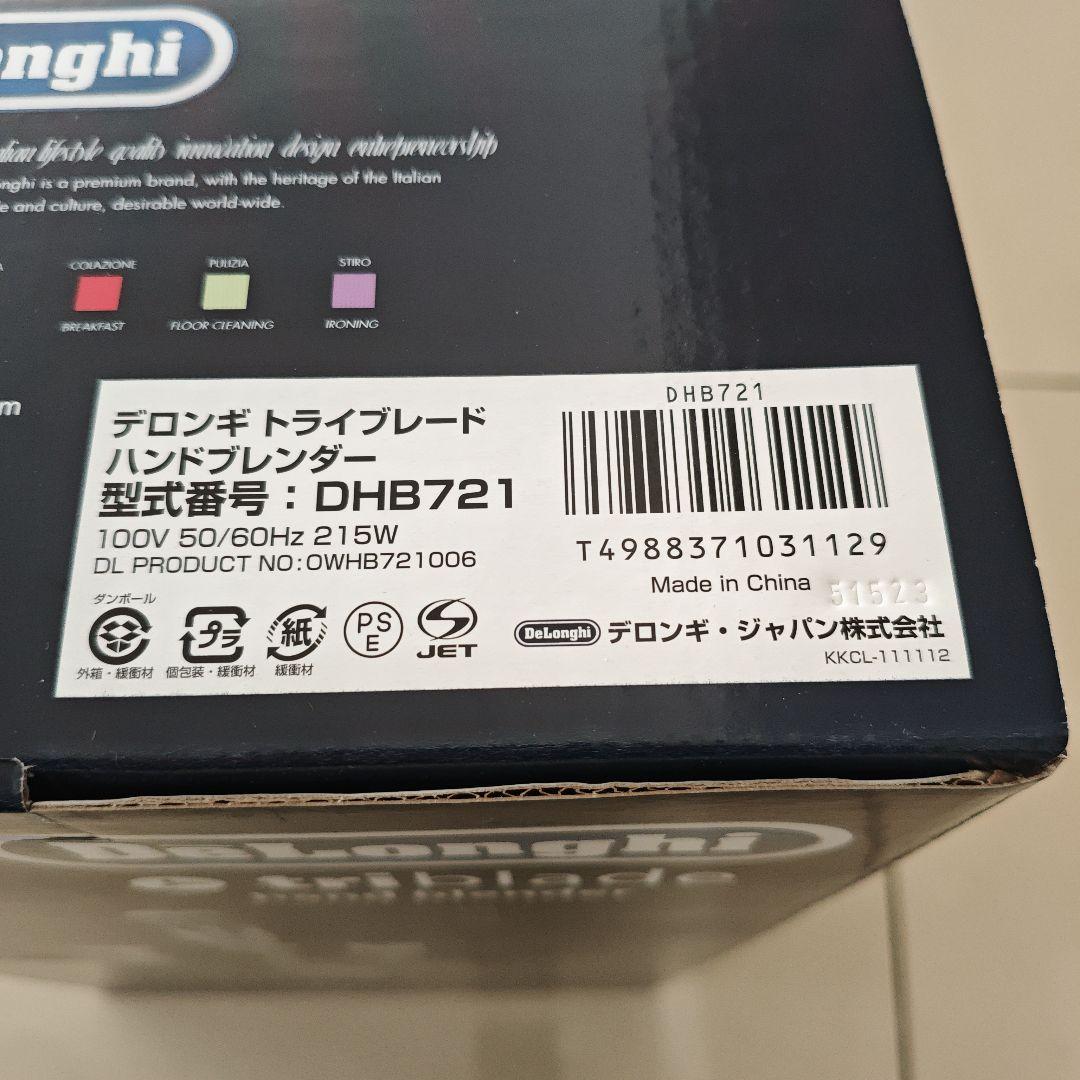 onghi
lifestyle quality innovation design entrepreneurship
nghi is a premium brand, with the heritage of the Italian
e and culture, desirable world-wide.
COLAZIONE PULIZIA STIRO
BREAKFAST FLOOR CLEANING IRONING
m
DHB721
デロンギ トライブレード
ハンドブレンダー
型式番号：DHB721
100V 50/60Hz 215W
DL PRODUCT NO:0WHB721006
T4988371031129
Made in China
51523
ダンボール
プラ
紙
PS
E
JET
外箱・緩衝材 個包装・緩衝材 緩衝材
DeLonghi デロンギ・ジャパン株式会社
KKCL-111112
DeLonghi
triblade
hand blender